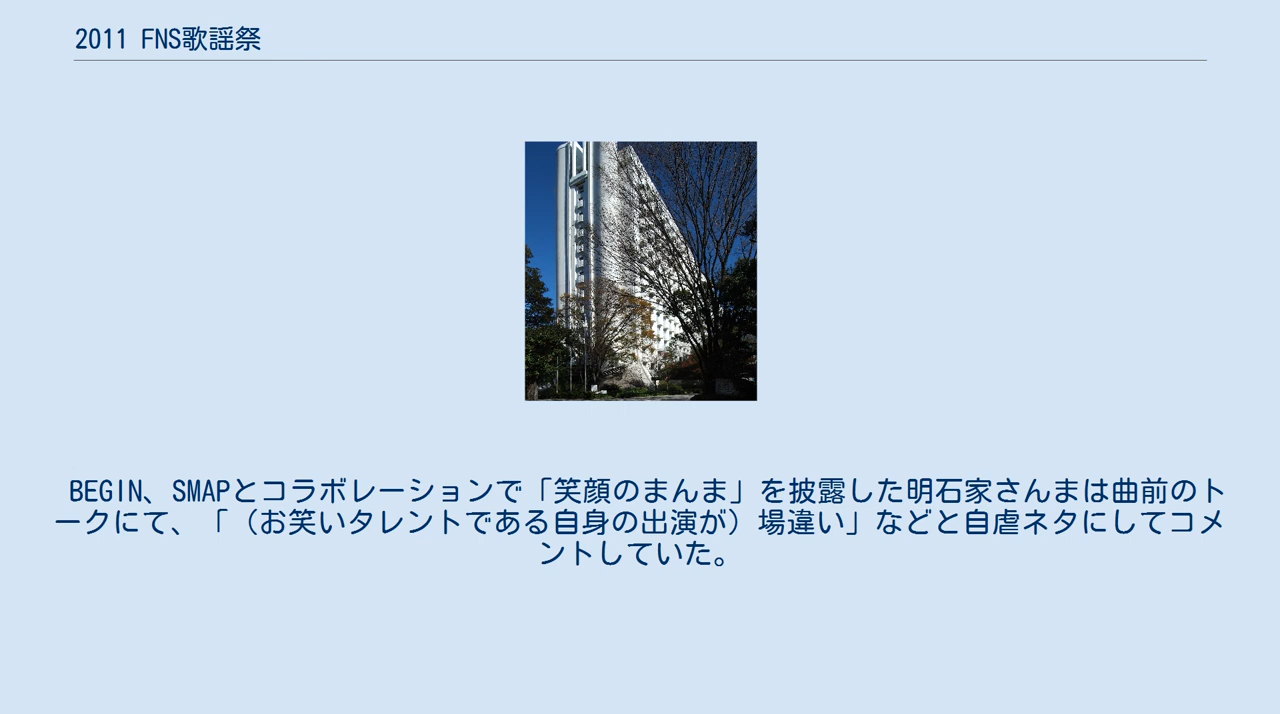 2011 FNS歌謡祭
BEGIN、SMAPとコラボレーションで「笑顔のまんま」を披露した明石家さんまは曲前のト
ークにて、「（お笑いタレントである自身の出演が）場違い」などと自虐ネタにしてコメ
ントしていた。